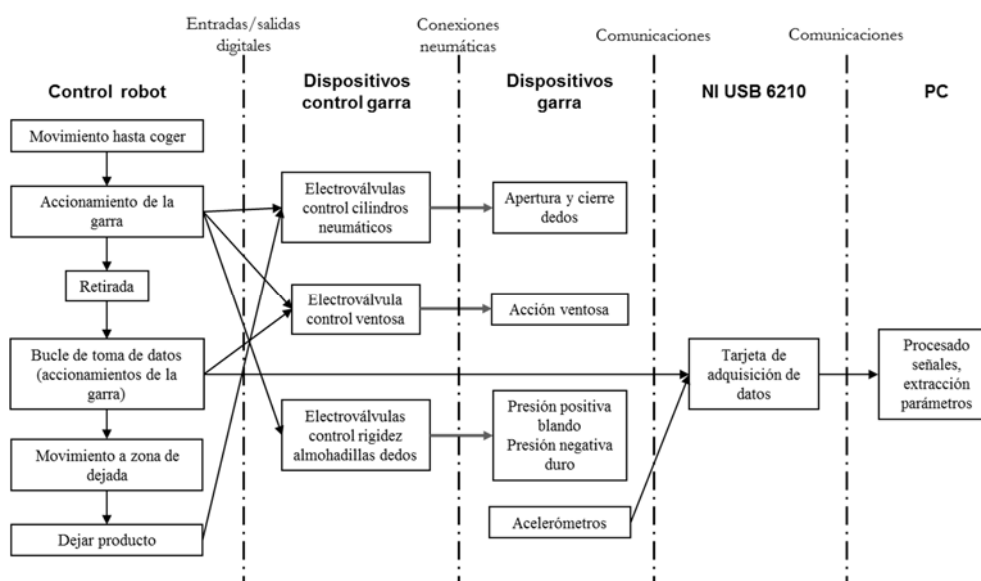 Entradas/salidas
digitales
Conexiones
neumáticas
Comunicaciones
Comunicaciones
Control robot
Dispositivos
control garra
Dispositivos
garra
NI USB 6210
PC
Movimiento hasta coger
Accionamiento de la
garra
Retirada
Bucle de toma de datos
(accionamientos de la
garra)
Movimiento a zona de
dejada
Dejar producto
Electroválvulas
control cilindros
neumáticos
Electroválvula
control ventosa
Electroválvulas
control rigidez
almohadillas dedos
Apertura y cierre
dedos
Acción ventosa
Presión positiva
blando
Presión negativa
duro
Acelerómetros
Tarjeta de
adquisición de
datos
Procesado
señales,
extracción
parámetros